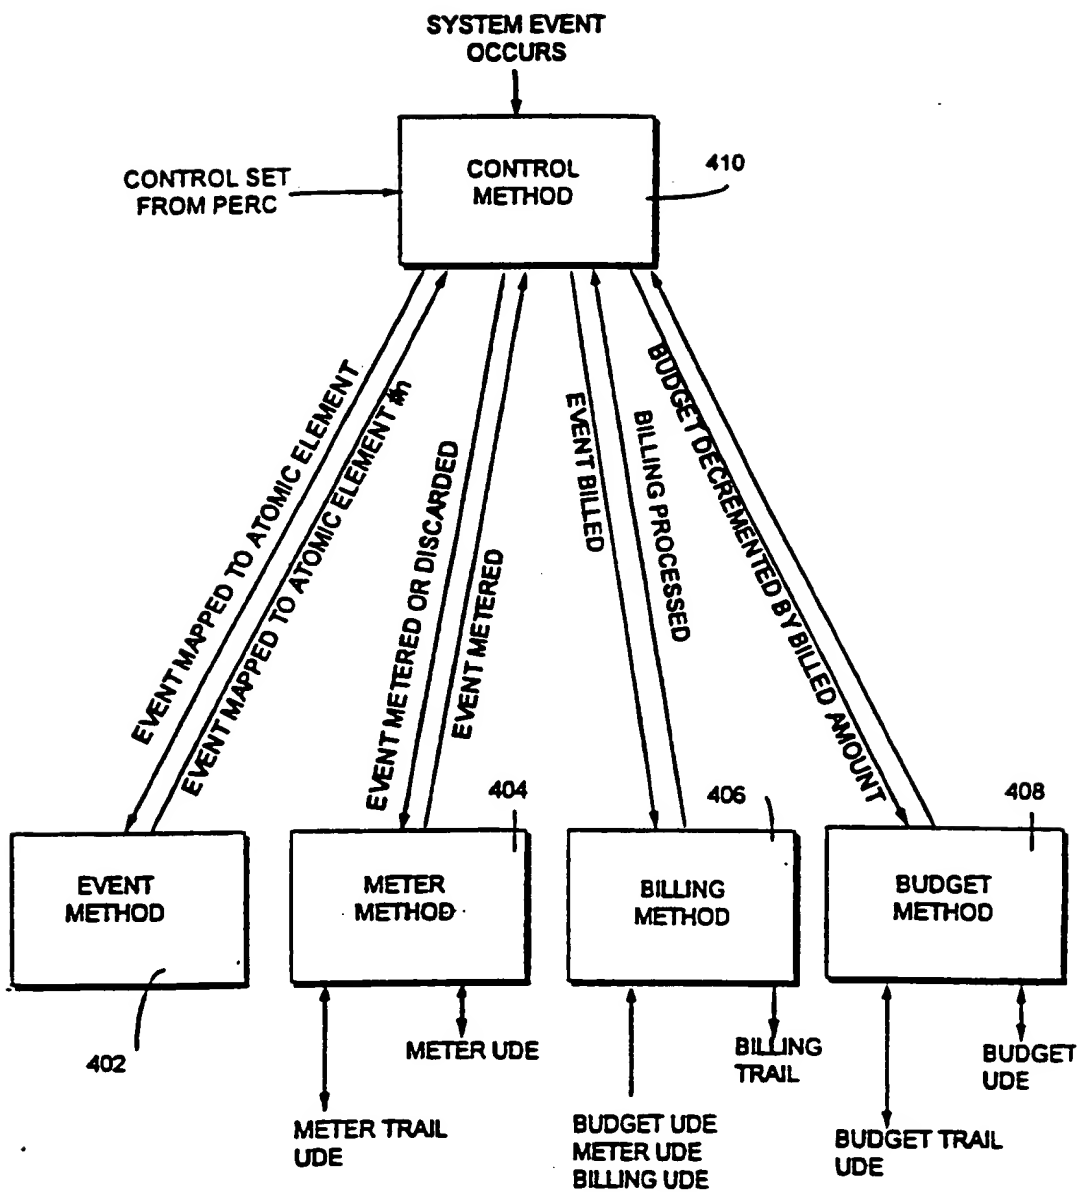 SYSTEM EVENT
OCCURS
CONTROL
METHOD
410
CONTROL SET
FROM PERC
EVENT MAPPED TO ATOMIC ELEMENT
EVENT MAPPED TO ATOMIC ELEMENT #n
EVENT METERED OR DISCARDED
EVENT METERED
EVENT BILLED
BILLING PROCESSED
BUDGET DECREMENTED BY BILLED AMOUNT
404
406
408
EVENT
METHOD
METER
METHOD
BILLING
METHOD
BUDGET
METHOD
402
METER UDE
BILLING
TRAIL
BUDGET
UDE
METER TRAIL
UDE
BUDGET UDE
METER UDE
BILLING UDE
BUDGET TRAIL
UDE